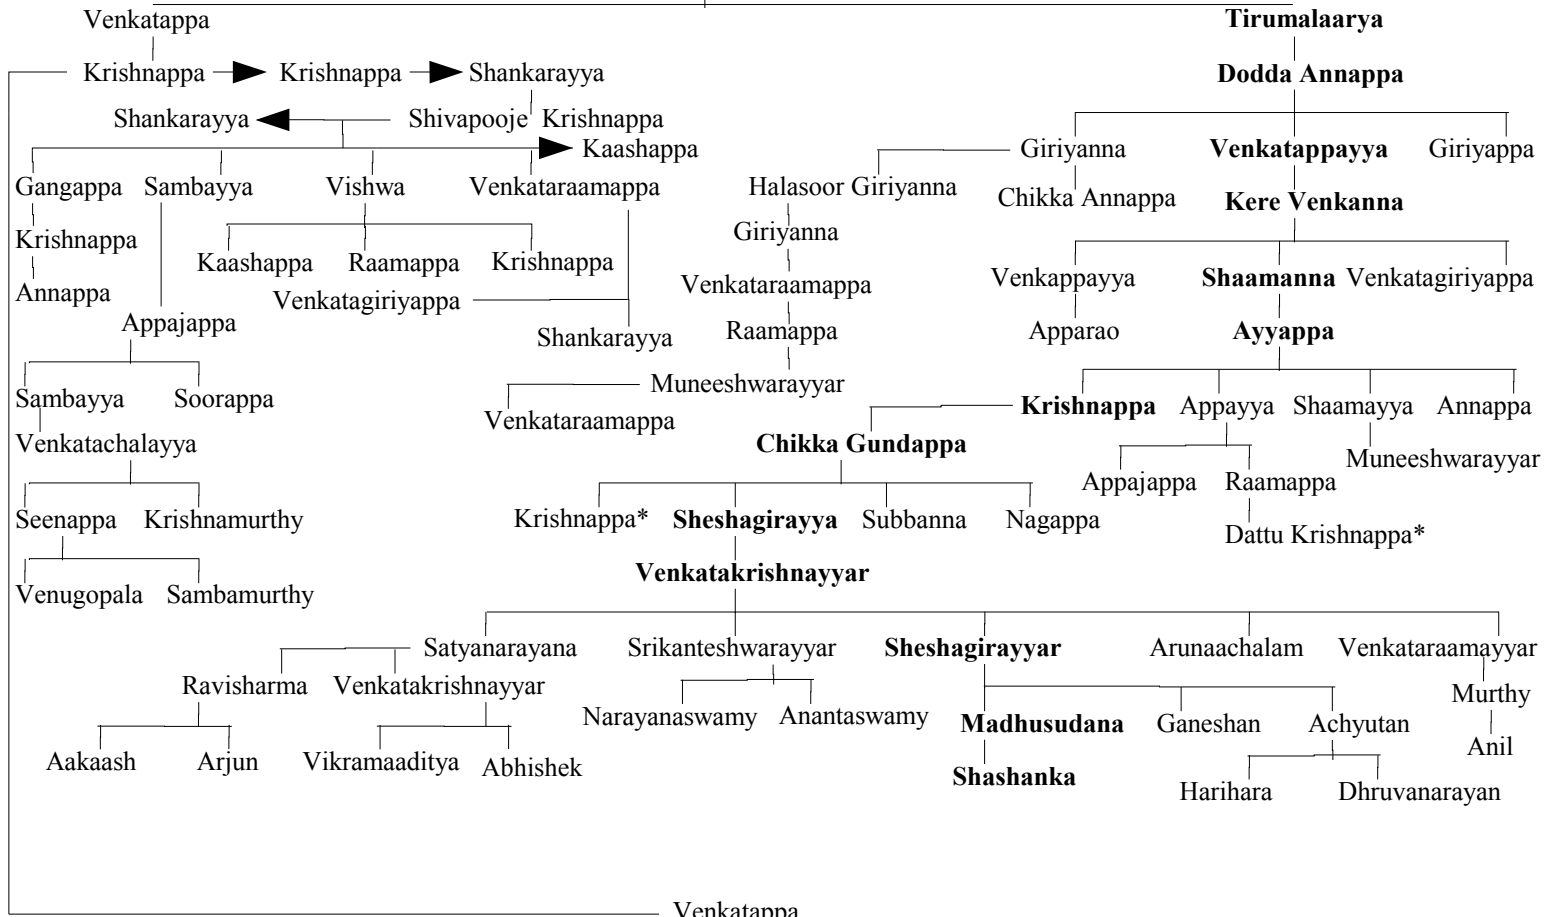 Venkatappa Tirumalaarya
Krishnappa Krishnappa Shankarayya Dodda Annappa
Shankarayya Shivapooje Krishnappa
Kaashappa Giriyanna Venkatappayya Giriyappa
Gangappa Sambayya Vishwa Venkataraamappa Halasoor Giriyanna Chikka Annappa Kere Venkanna
Krishnappa Giriyanna
Kaashappa Raamappa Krishnappa Venkappayya Shaamanna Venkatagiriyappa
Annappa Venkatagiriyappa Venkataraamappa
Appajappa Shankarayya Raamappa Apparao Ayyappa
Sambayya Soorappa Muneeshwarayyar Krishnappa Appayya Shaamayya Annappa
Venkataraamappa
Venkatachalayya Chikka Gundappa Muneeshwarayyar
Appajappa Raamappa
Seenappa Krishnamurthy Krishnappa* Sheshagirayya Subbanna Nagappa Dattu Krishnappa*
Venkatakrishnayyar
Venugopala Sambamurthy
Satyanarayana Srikanteshwarayyar Sheshagirayyar Arunaachalam Venkataraamayyar
Ravisharma Venkatakrishnayyar Murthy
Narayanaswamy Anantaswamy Madhusudana Ganeshan Achyutan
Aakaash Arjun Vikramaaditya Abhishek Anil
Shashanka Harihara Dhruvanarayan
Venkatappa